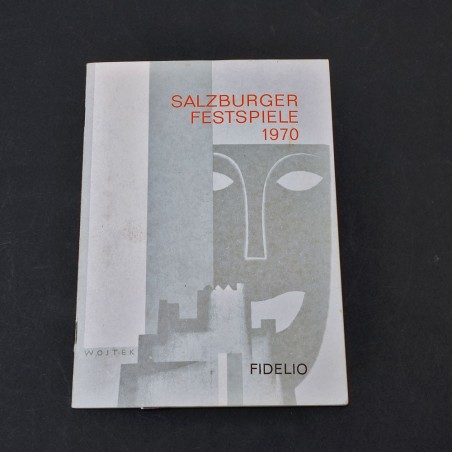 SALZBURGER
FESTSPIELE
1970
WOJTEK
FIDELIO